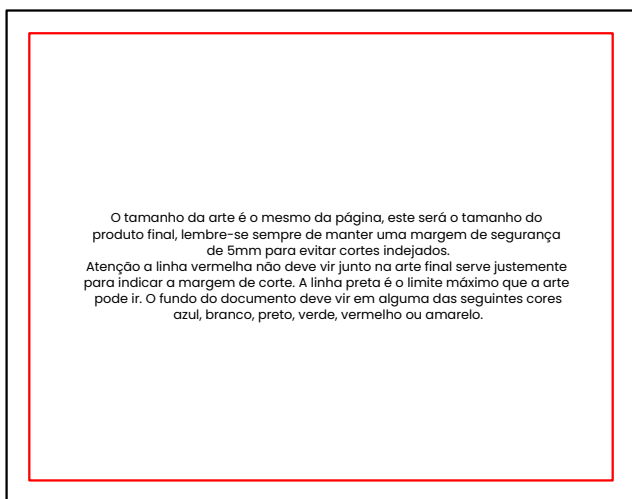 O tamanho da arte é o mesmo da página, este será o tamanho do
produto final, lembre-se sempre de manter uma margem de segurança
de 5mm para evitar cortes indejados.
Atenção a linha vermelha não deve vir junto na arte final serve justemente
para indicar a margem de corte. A linha preta é o limite máximo que a arte
pode ir. O fundo do documento deve vir em alguma das seguintes cores
azul, branco, preto, verde, vermelho ou amarelo.